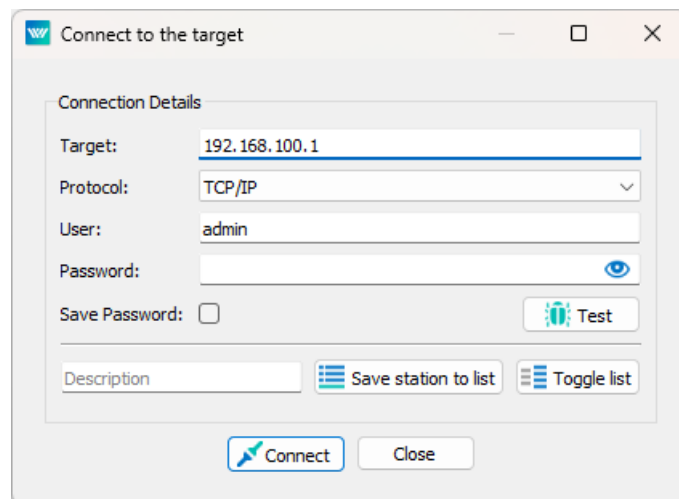 Connect to the target
Connection Details
Target: 192.168.100.1
Protocol: TCP/IP
User: admin
Password:
Save Password: Test
Description Save station to list Toggle list
Connect Close